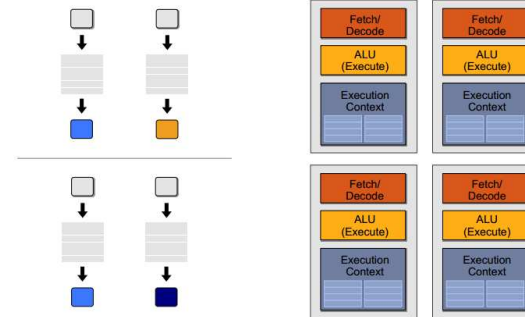 Fetch/
Decode
ALU
(Execute)
Execution
Context
Fetch/
Decode
ALU
(Execute)
Execution
Context
Fetch/
Decode
ALU
(Execute)
Execution
Context
Fetch/
Decode
ALU
(Execute)
Execution
Context